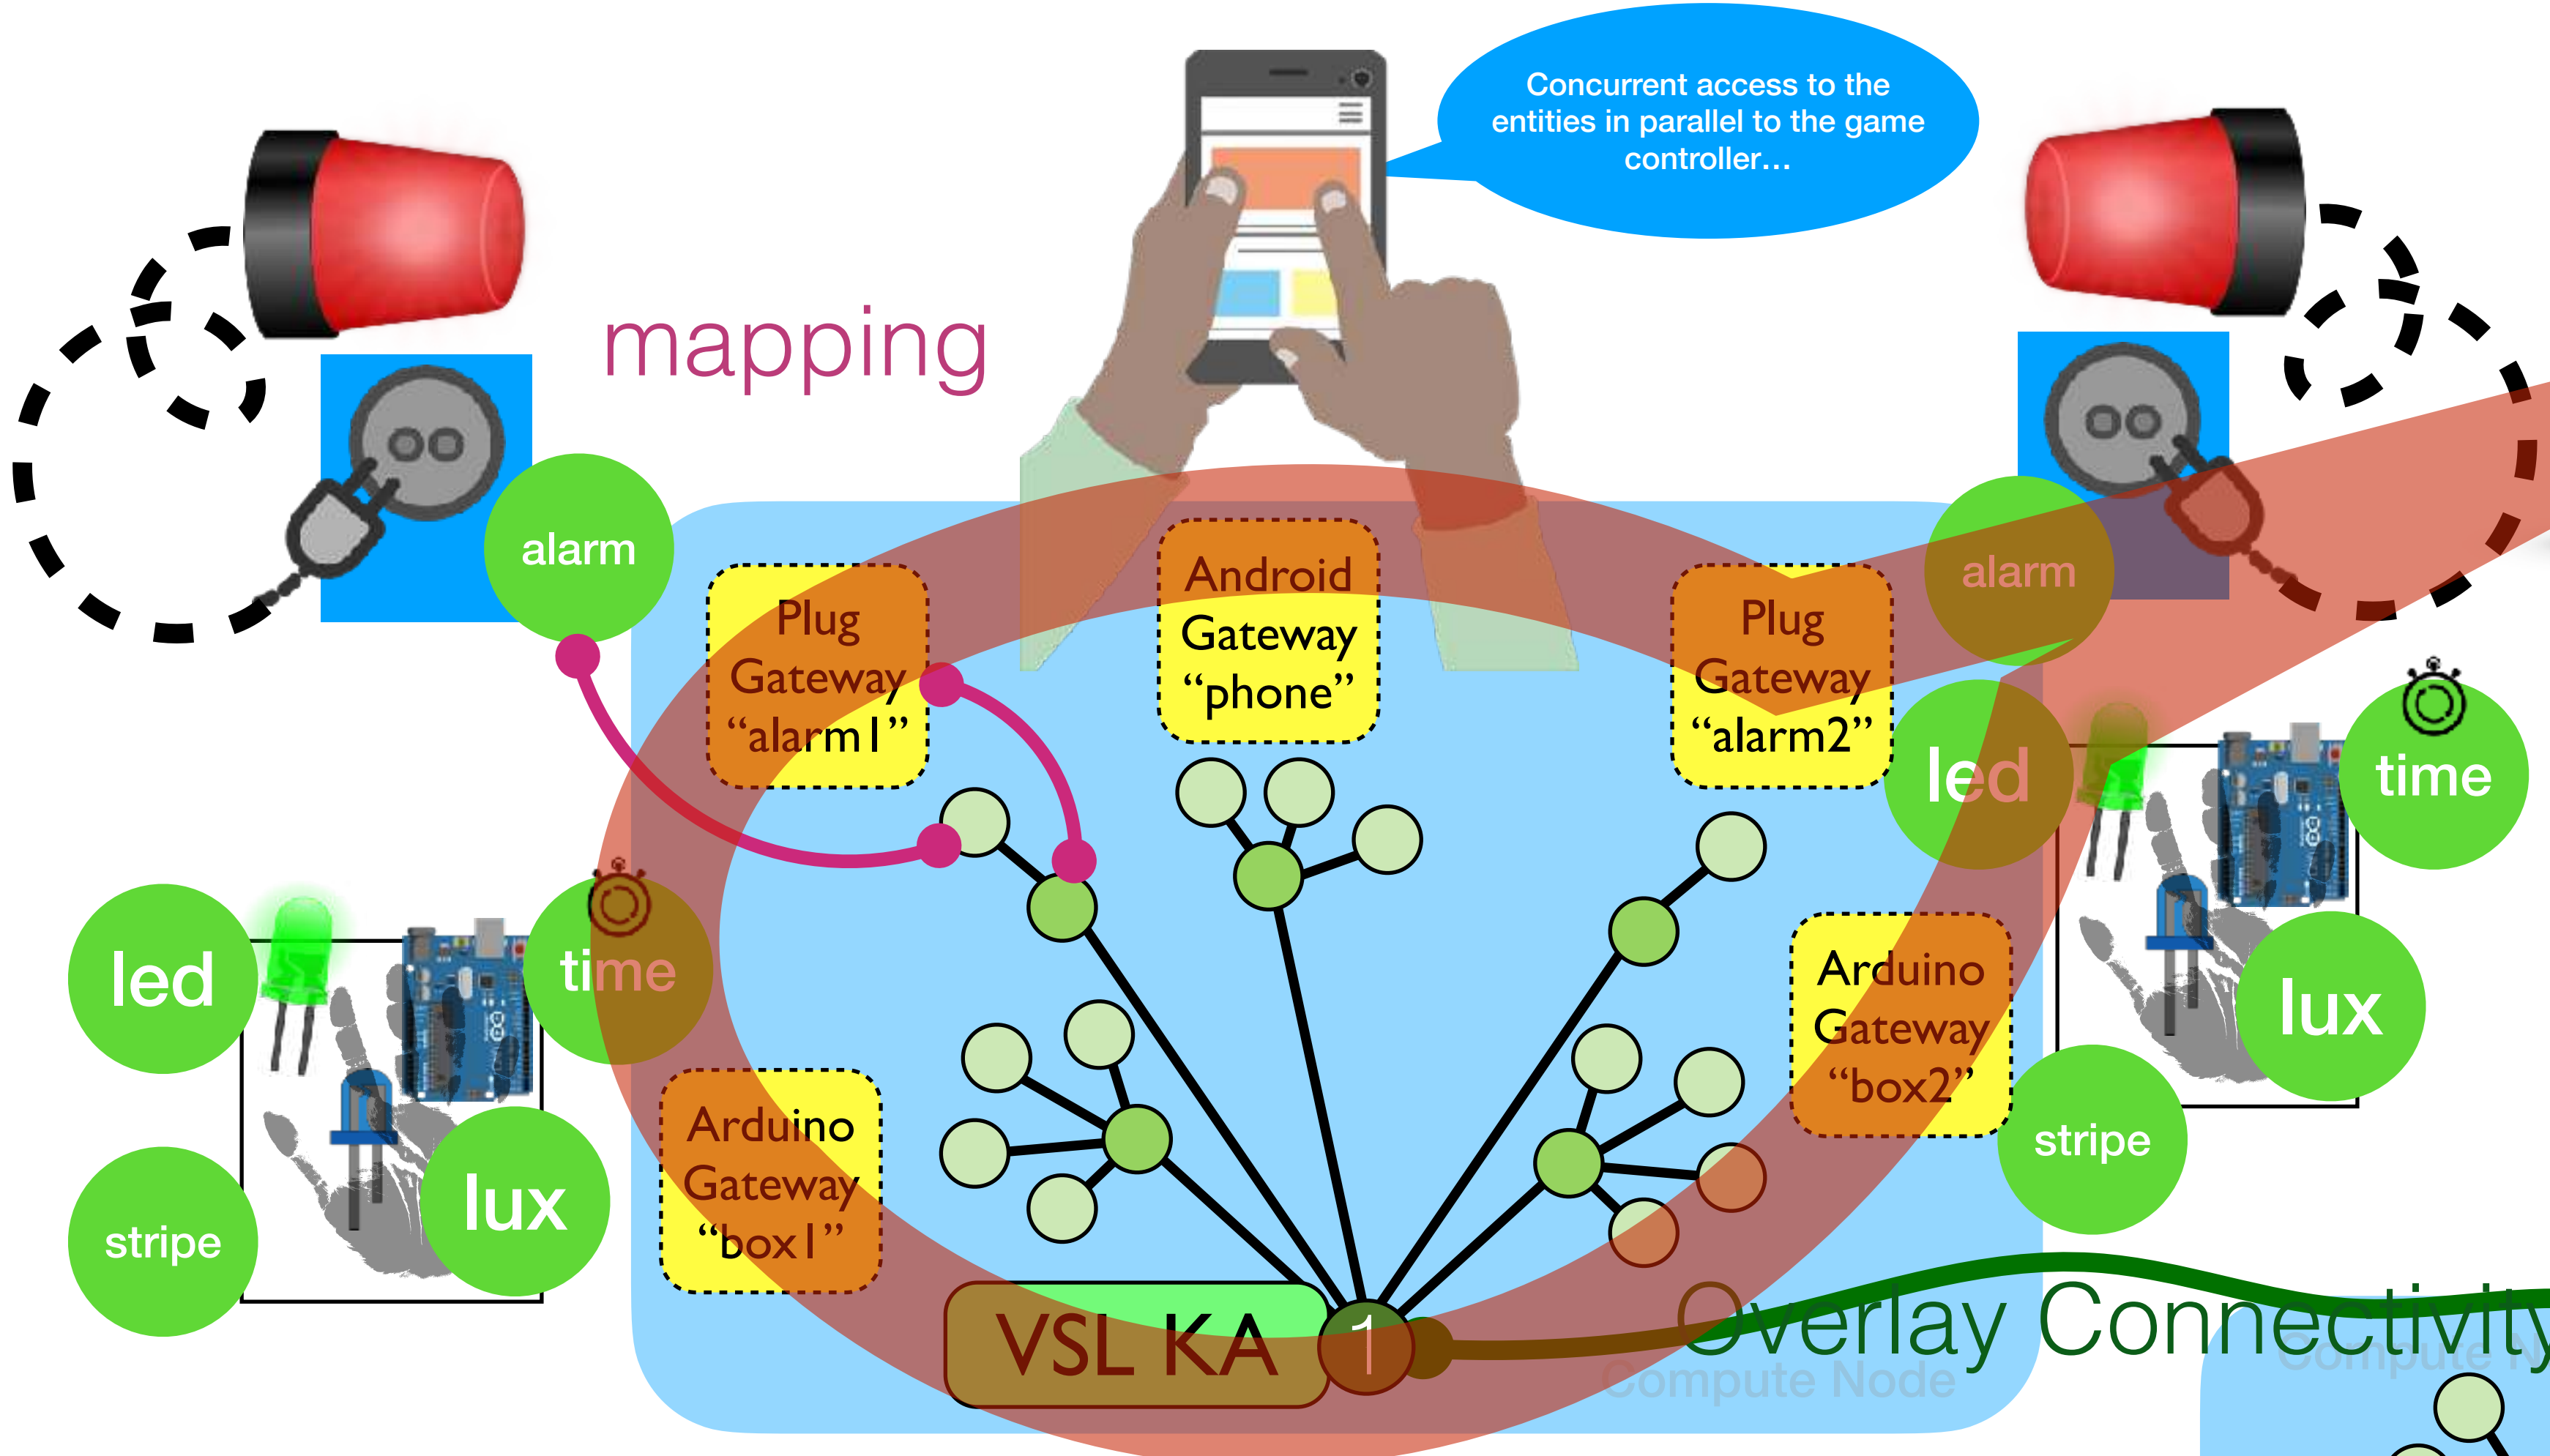 Concurrent access to the
entities in parallel to the game
controller...
mapping
alarm
alarm
Plug
Gateway
“alarm1”
Android
Gateway
“phone”
Plug
Gateway
“alarm2”
led
time
led
time
Arduino
Gateway
“box2”
lux
Arduino
Gateway
“box1”
lux
stripe
stripe
VSL KA
1
Overlay Connectivity
Compute Node
Compute N